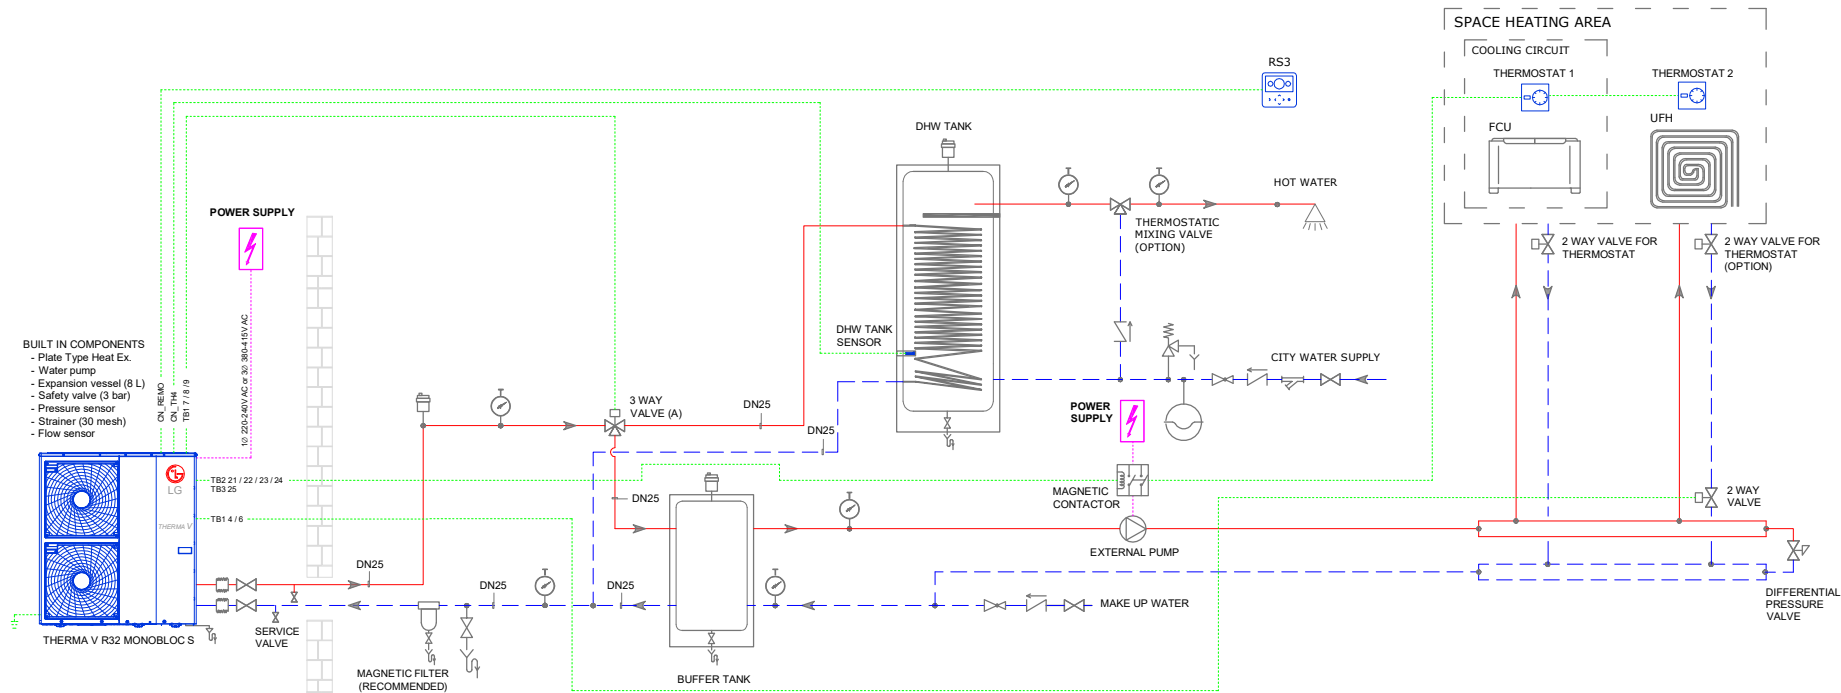 SPACE HEATING AREA
COOLING CIRCUIT
THERMOSTAT 1
THERMOSTAT 2
RS3
FCU
UFH
DHW TANK
HOT WATER
POWER SUPPLY
THERMOSTATIC
MIXING VALVE
(OPTION)
2 WAY VALVE FOR
THERMOSTAT
2 WAY VALVE FOR
THERMOSTAT
(OPTION)
DHW TANK
SENSOR
CITY WATER SUPPLY
BUILT IN COMPONENTS
- Plate Type Heat Ex.
- Water pump
- Expansion vessel (8 L)
- Safety valve (3 bar)
- Pressure sensor
- Strainer (30 mesh)
- Flow sensor
CN_REMO
CN_TH4
TB1 7 / 8 / 9
1∅ 220-240V AC or 3∅ 380-415V AC
3 WAY
VALVE (A)
DN25
DN25
POWER
SUPPLY
LG
TB2 21 / 22 / 23 / 24
TB3 25
DN25
MAGNETIC
CONTACTOR
2 WAY
VALVE
THERMA V
TB1 4 / 6
EXTERNAL PUMP
DN25
DN25
DN25
MAKE UP WATER
DIFFERENTIAL
PRESSURE
VALVE
THERMA V R32 MONOBLOC S
SERVICE
VALVE
MAGNETIC FILTER
(RECOMMENDED)
BUFFER TANK